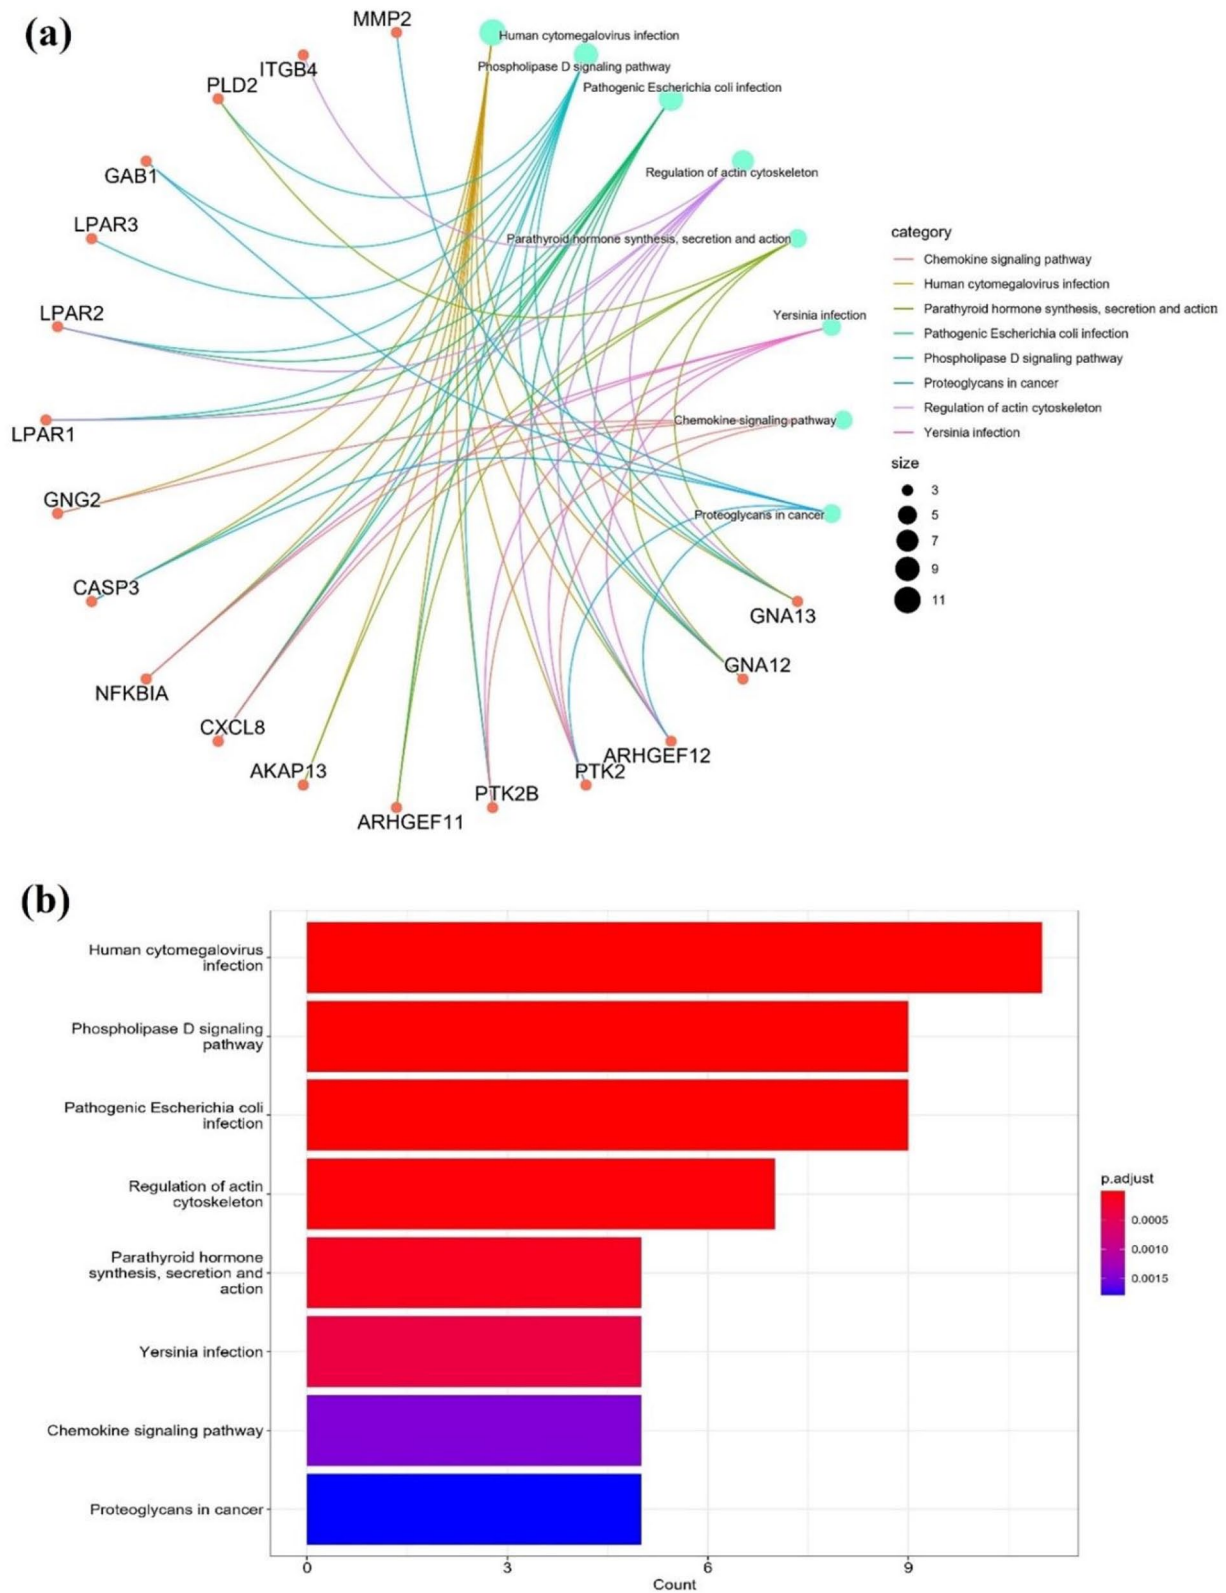 (a)
MMP2
ITGB4
PLD2
GAB1
LPAR3
LPAR2
LPAR1
GNG2
CASP3
NFKBIA
CXCL8
AKAP13
ARHGEF11
PTK2B
PTK2
ARHGEF12
GNA12
GNA13
Human cytomegalovirus infection
Phospholipase D signaling pathway
Pathogenic Escherichia coli infection
Regulation of actin cytoskeleton
Parathyroid hormone synthesis, secretion and action
Yersinia infection
Chemokine signaling pathway
Proteoglycans in cancer
category
Chemokine signaling pathway
Human cytomegalovirus infection
Parathyroid hormone synthesis, secretion and action
Pathogenic Escherichia coli infection
Phospholipase D signaling pathway
Proteoglycans in cancer
Regulation of actin cytoskeleton
Yersinia infection
size
3
5
7
9
11
(b)
Human cytomegalovirus
infection
Phospholipase D signaling
pathway
Pathogenic Escherichia coli
infection
Regulation of actin
cytoskeleton
Parathyroid hormone
synthesis, secretion and
action
Yersinia infection
Chemokine signaling pathway
Proteoglycans in cancer
0
3
6
9
Count
p.adjust
0.0005
0.0010
0.0015